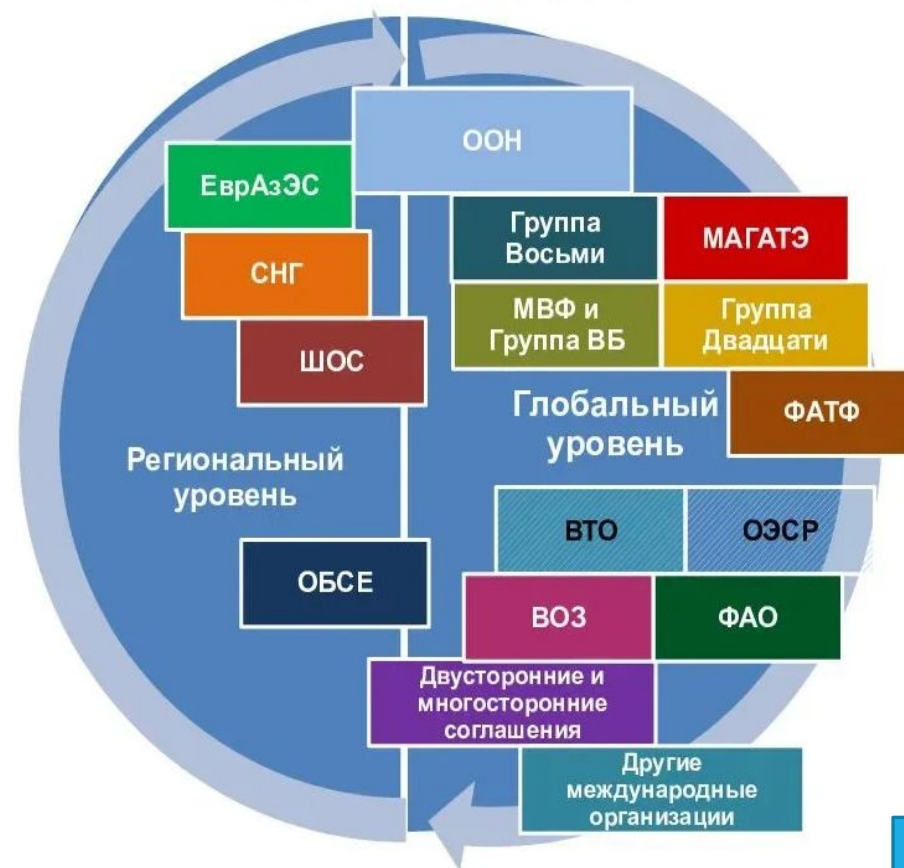 ООН
ЕврАзЭС
Группа
Восьми
МАГАТЭ
СНГ
МВФ и
Группа ВБ
Группа
Двадцати
ШОС
Глобальный
уровень
ФАТФ
Региональный
уровень
ВТО
ОЭСР
ОБСЕ
ВОЗ
ФАО
Двусторонние и
многосторонние
соглашения
Другие
международные
организации